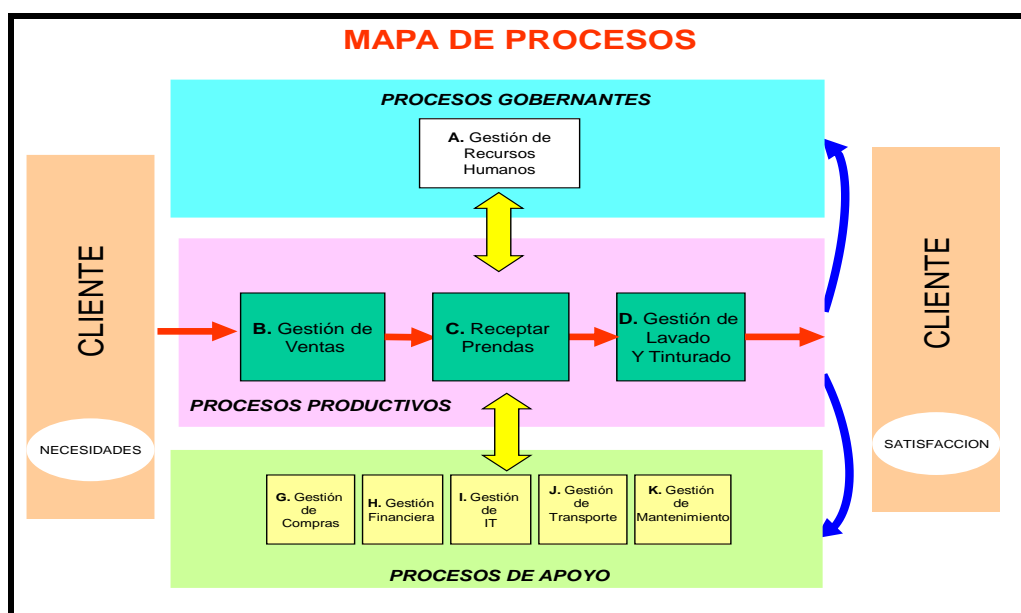 MAPA DE PROCESOS
PROCESOS GOBERNANTES
A. Gestión de
Recursos
Humanos
CLIENTE
NECESIDADES
B. Gestión de
Ventas
C. Receptar
Prendas
D. Gestión de
Lavado
Y Tinturado
PROCESOS PRODUCTIVOS
CLIENTE
SATISFACCION
G. Gestión
de
Compras
H. Gestión
Financiera
I. Gestión
de
IT
J. Gestión
de
Transporte
K. Gestión
de
Mantenimiento
PROCESOS DE APOYO